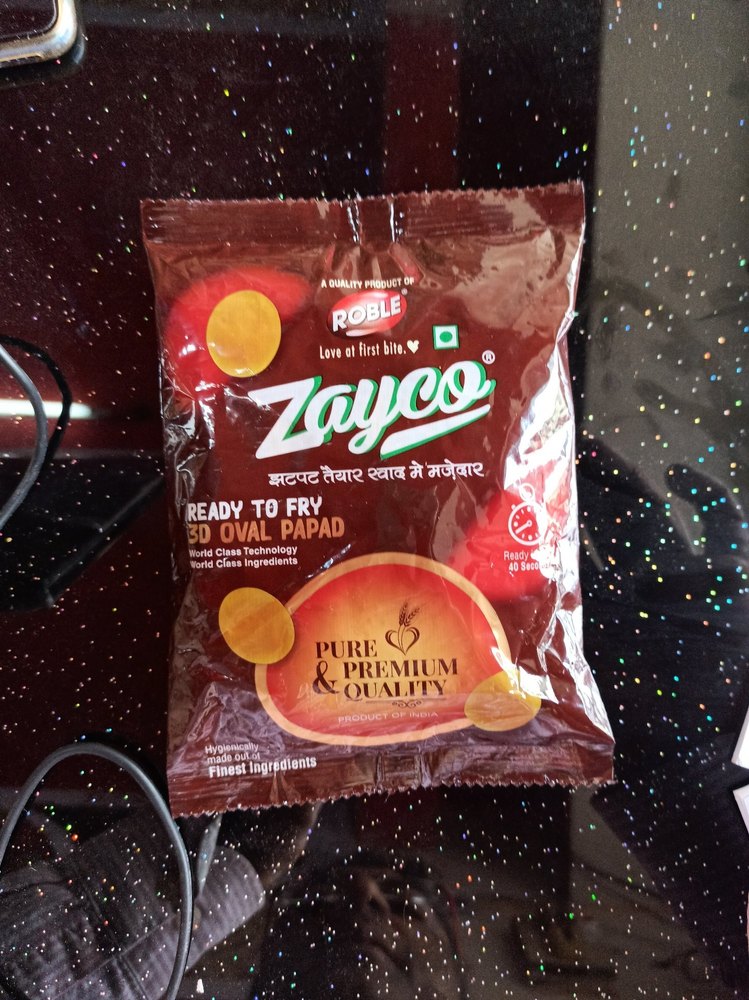 A QUALITY PRODUCT OF
ROBLE®
Love at first bite.
Zayco®
झटपट तैयार स्वाद मे मजेदार
READY TO FRY
3D OVAL PAPAD
World Class Technology
World Class Ingredients
Ready
40 Seco
PURE
& PREMIUM
QUALITY
PRODUCT OF INDIA
Hygienically
made out of
Finest Ingredients